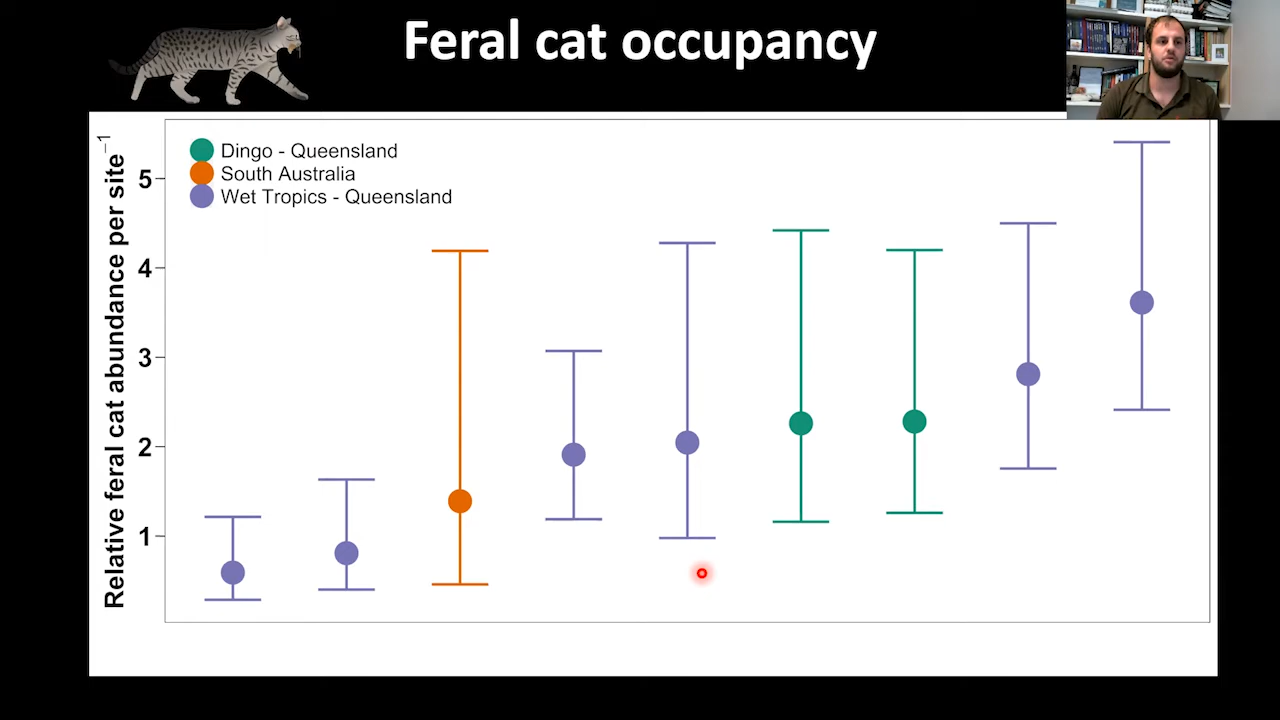 Feral cat occupancy
Relative feral cat abundance per site⁻¹
Dingo - Queensland
South Australia
Wet Tropics - Queensland
5
4
3
2
1